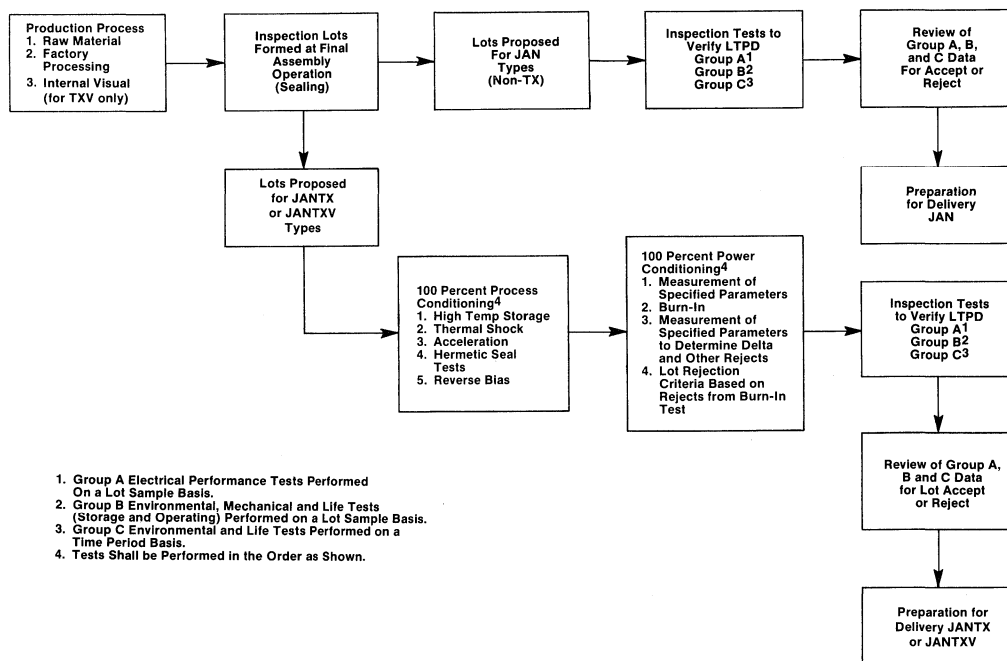 Production Process
1. Raw Material
2. Factory
Processing
3. Internal Visual
(for TXV only)
Inspection Lots
Formed at Final
Assembly
Operation
(Sealing)
Lots Proposed
For JAN
Types
(Non-TX)
Inspection Tests to
Verify LTPD
Group A1
Group B2
Group C3
Review of
Group A, B,
and C Data
For Accept or
Reject
Lots Proposed
for JANTX
or JANTXV
Types
Preparation
for Delivery
JAN
100 Percent Process
Conditioning4
1. High Temp Storage
2. Thermal Shock
3. Acceleration
4. Hermetic Seal
Tests
5. Reverse Bias
100 Percent Power
Conditioning4
1. Measurement of
Specified Parameters
2. Burn-In
3. Measurement of
Specified Parameters
to Determine Delta
and Other Rejects
4. Lot Rejection
Criteria Based on
Rejects from Burn-In
Test
Inspection Tests
to Verify LTPD
Group A1
Group B2
Group C3
Review of Group A,
B and C Data
for Lot Accept
or Reject
1. Group A Electrical Performance Tests Performed
On a Lot Sample Basis.
2. Group B Environmental, Mechanical and Life Tests
(Storage and Operating) Performed on a Lot Sample Basis.
3. Group C Environmental and Life Tests Performed on a
Time Period Basis.
4. Tests Shall be Performed in the Order as Shown.
Preparation for
Delivery JANTX
or JANTXV